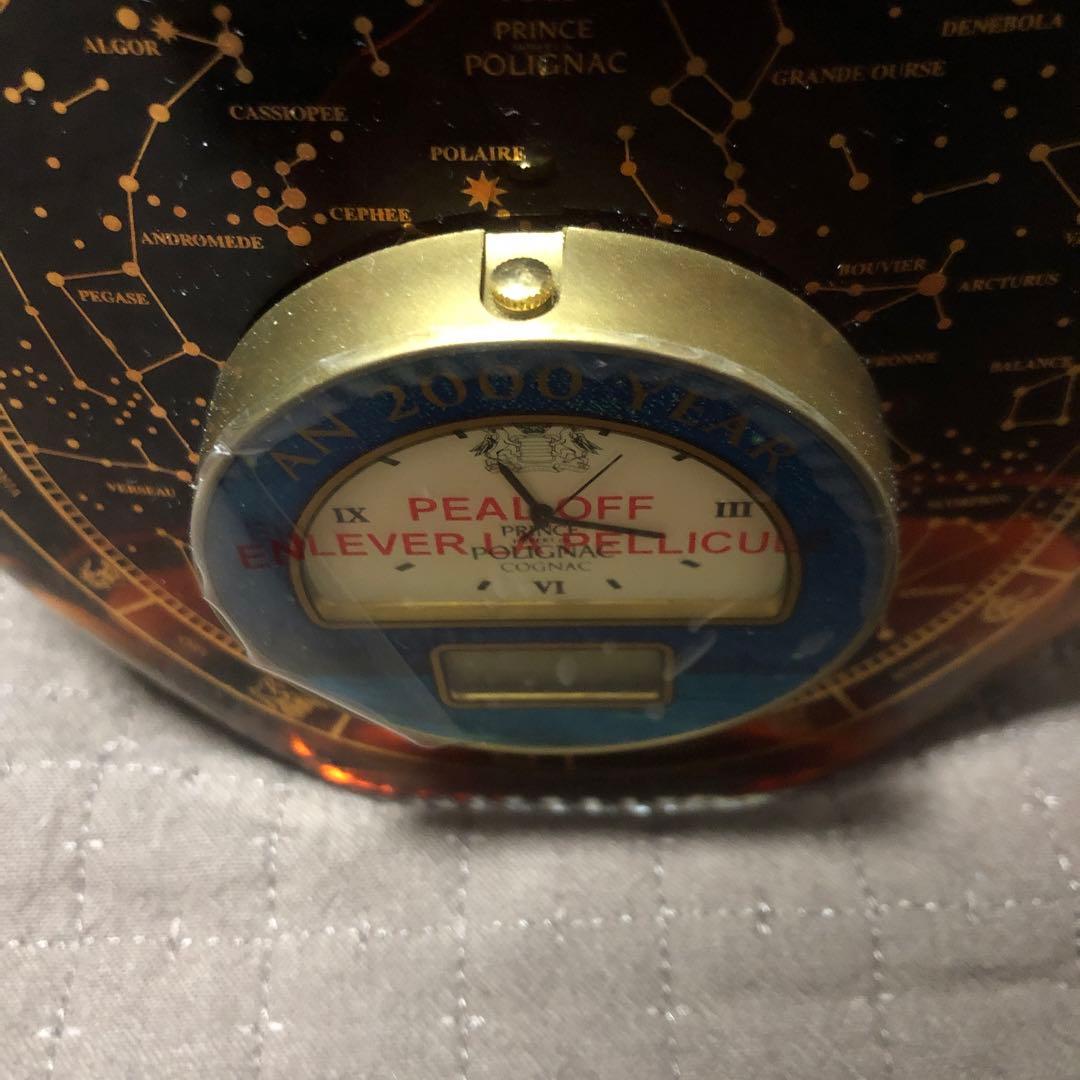 PRINCE
POLIGNAC
DENEBOLA
ALGOR
GRANDE OURSE
CASSIOPEE
POLAIRE
CEPHEE
ANDROMEDE
PEGASE
BOUVIER
ARCTURUS
BALANCE
VERSEAU
AN 2000 YEAR
IX
PEAL OFF
III
PRINCE
ENLEVER LA PELLICULE
POLIGNAC
COGNAC
VI